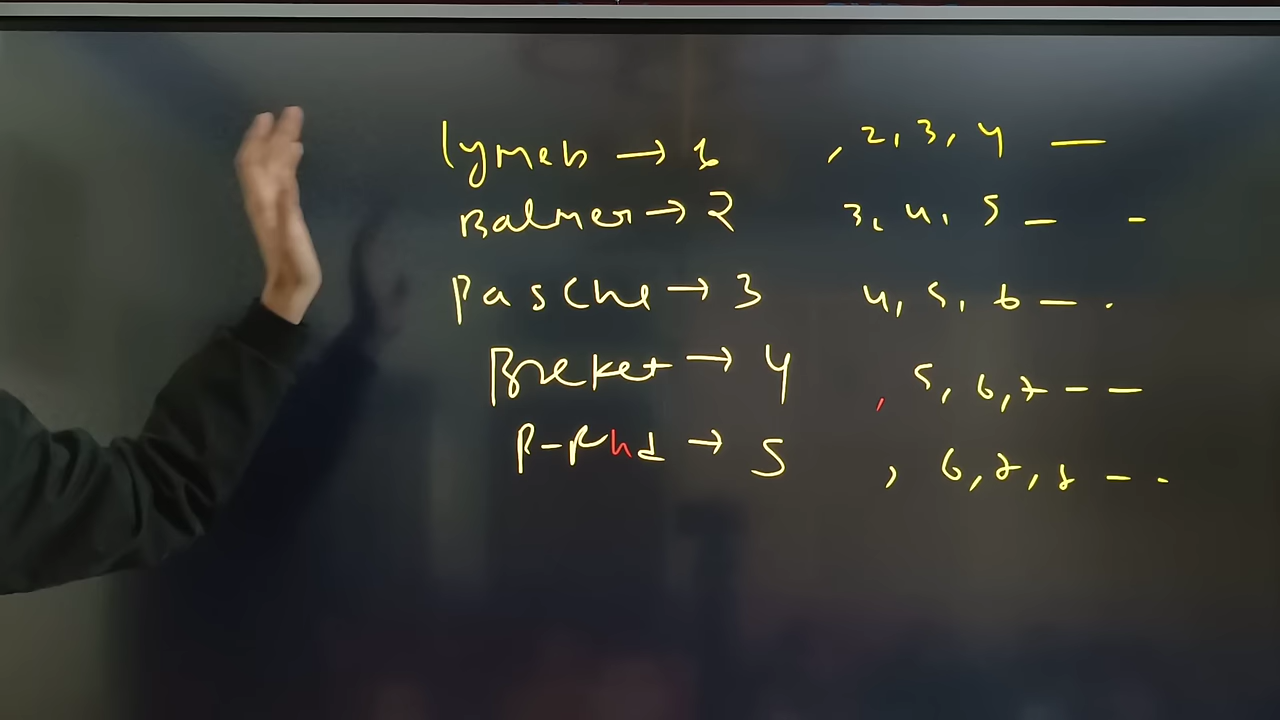 lymen → 1 , 2, 3, 4 —
Balmer → 2 3, 4, 5 – -
Pasche → 3 4, 5, 6 — .
Breket → 4 , 5, 6, 7 – –
P-Phd → 5 , 6, 7, 8 – -